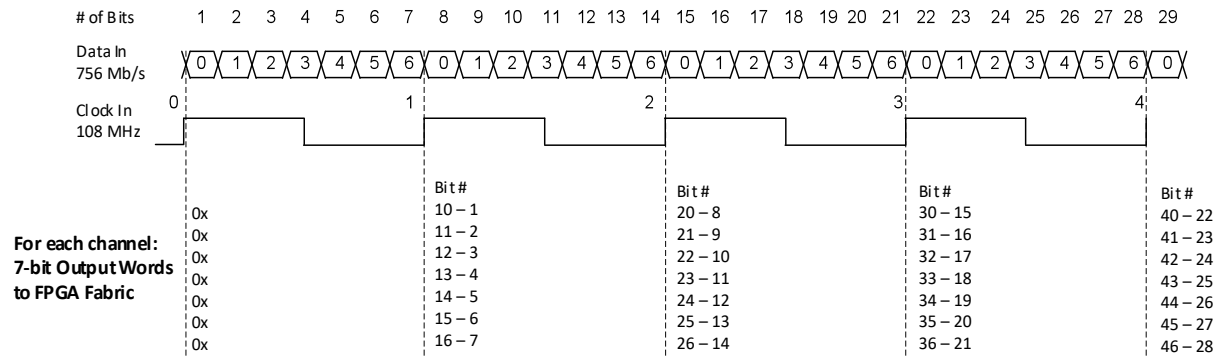 # of Bits 1 2 3 4 5 6 7 8 9 10 11 12 13 14 15 16 17 18 19 20 21 22 23 24 25 26 27 28 29
Data In 0 1 2 3 4 5 6 0 1 2 3 4 5 6 0 1 2 3 4 5 6 0 1 2 3 4 5 6 0
756 Mb/s
Clock In 0 1 2 3 4
108 MHz
For each channel:
7-bit Output Words
to FPGA Fabric
0x
0x
0x
0x
0x
0x
0x
Bit #
10 – 1
11 – 2
12 – 3
13 – 4
14 – 5
15 – 6
16 – 7
Bit #
20 – 8
21 – 9
22 – 10
23 – 11
24 – 12
25 – 13
26 – 14
Bit #
30 – 15
31 – 16
32 – 17
33 – 18
34 – 19
35 – 20
36 – 21
Bit #
40 – 22
41 – 23
42 – 24
43 – 25
44 – 26
45 – 27
46 – 28